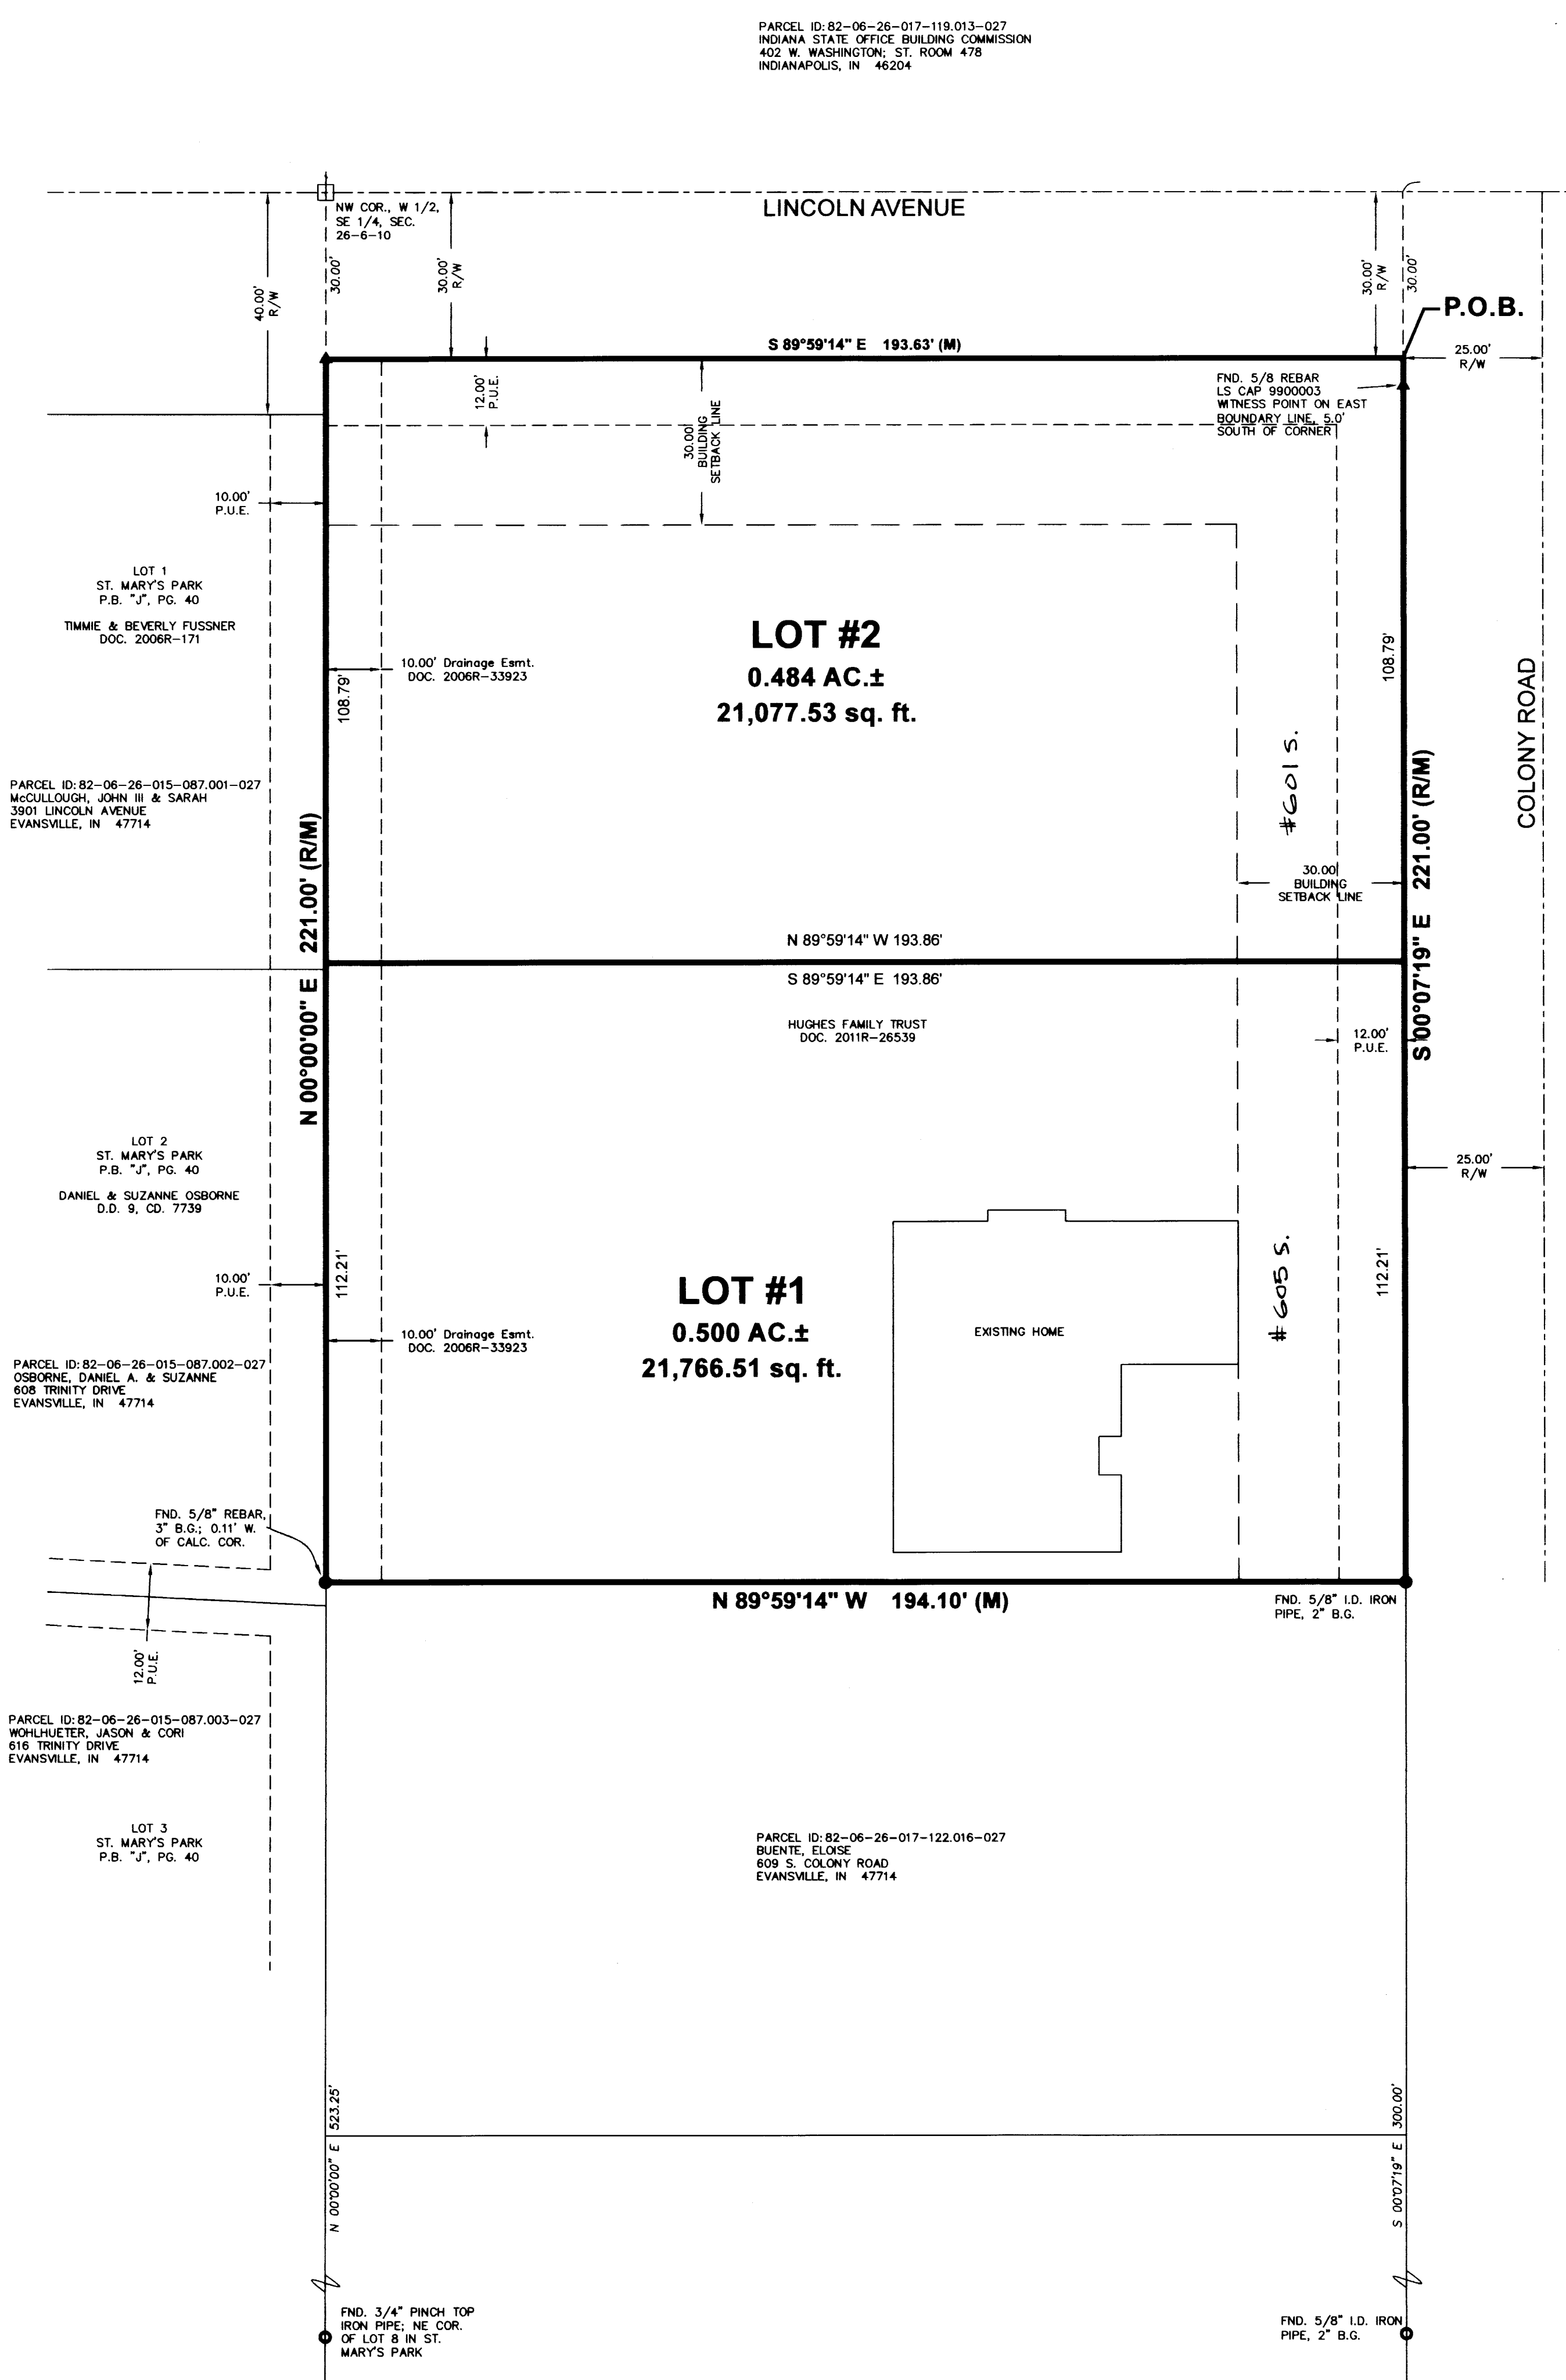 PARCEL ID: 82-06-26-017-119.013-027
INDIANA STATE OFFICE BUILDING COMMISSION
402 W. WASHINGTON; ST. ROOM 478
INDIANAPOLIS, IN 46204
NW COR., W 1/2,
SE 1/4, SEC.
26-6-10
LINCOLN AVENUE
40.00'
R/W
30.00'
30.00'
R/W
30.00'
R/W
30.00'
P.O.B.
S 89°59'14" E 193.63' (M)
25.00'
R/W
12.00'
P.U.E.
30.00
BUILDING
SETBACK LINE
FND. 5/8 REBAR
LS CAP 9900003
WITNESS POINT ON EAST
BOUNDARY LINE, 5.0'
SOUTH OF CORNER
10.00'
P.U.E.
LOT 1
ST. MARY'S PARK
P.B. "J", PG. 40
TIMMIE & BEVERLY FUSSNER
DOC. 2006R-171
LOT #2
0.484 AC.±
21,077.53 sq. ft.
10.00' Drainage Esmt.
DOC. 2006R-33923
108.79'
108.79'
COLONY ROAD
#601 S.
PARCEL ID: 82-06-26-015-087.001-027
McCULLOUGH, JOHN III & SARAH
3901 LINCOLN AVENUE
EVANSVILLE, IN 47714
N 00°00'00" E 221.00' (R/M)
S 00°07'19" E 221.00' (R/M)
30.00
BUILDING
SETBACK LINE
N 89°59'14" W 193.86'
S 89°59'14" E 193.86'
HUGHES FAMILY TRUST
DOC. 2011R-26539
12.00'
P.U.E.
LOT 2
ST. MARY'S PARK
P.B. "J", PG. 40
DANIEL & SUZANNE OSBORNE
D.D. 9, CD. 7739
25.00'
R/W
10.00'
P.U.E.
112.21'
LOT #1
0.500 AC.±
21,766.51 sq. ft.
10.00' Drainage Esmt.
DOC. 2006R-33923
EXISTING HOME
#605 S.
112.21'
PARCEL ID: 82-06-26-015-087.002-027
OSBORNE, DANIEL A. & SUZANNE
608 TRINITY DRIVE
EVANSVILLE, IN 47714
FND. 5/8" REBAR,
3" B.G.; 0.11' W.
OF CALC. COR.
N 89°59'14" W 194.10' (M)
FND. 5/8" I.D. IRON
PIPE, 2" B.G.
12.00'
P.U.E.
PARCEL ID: 82-06-26-015-087.003-027
WOHLHUETER, JASON & CORI
616 TRINITY DRIVE
EVANSVILLE, IN 47714
LOT 3
ST. MARY'S PARK
P.B. "J", PG. 40
PARCEL ID: 82-06-26-017-122.016-027
BUENTE, ELOISE
609 S. COLONY ROAD
EVANSVILLE, IN 47714
N 00°00'00" E 523.25'
S 00°07'19" E 300.00'
FND. 3/4" PINCH TOP
IRON PIPE; NE COR.
OF LOT 8 IN ST.
MARY'S PARK
FND. 5/8" I.D. IRON
PIPE, 2" B.G.